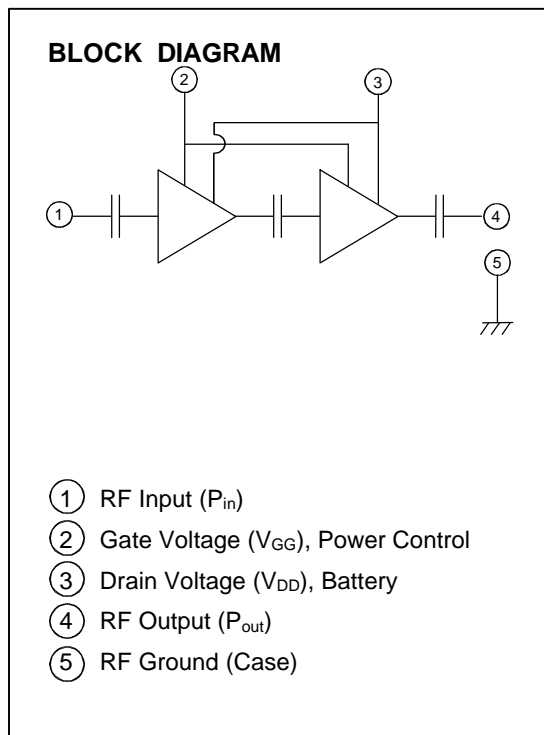 BLOCK DIAGRAM
2
3
1
4
5
1 RF Input (Pin)
2 Gate Voltage (VGG), Power Control
3 Drain Voltage (VDD), Battery
4 RF Output (Pout)
5 RF Ground (Case)